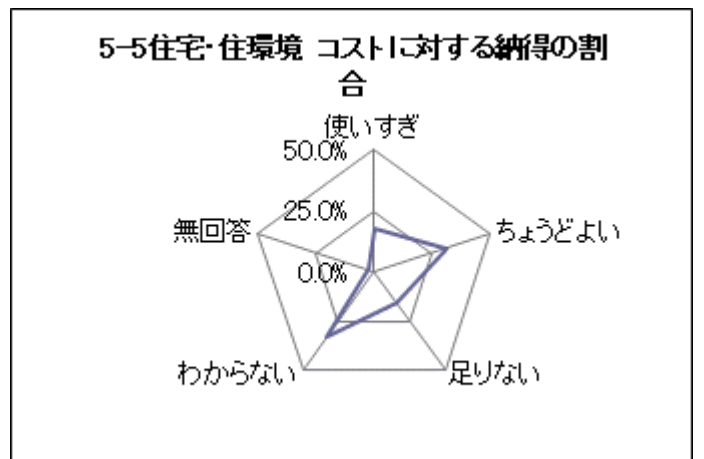 5-5住宅・住環境 コストに対する納得の割
合
使いすぎ
50.0%
25.0%
0.0%
ちょうどよい
足りない
わからない
無回答